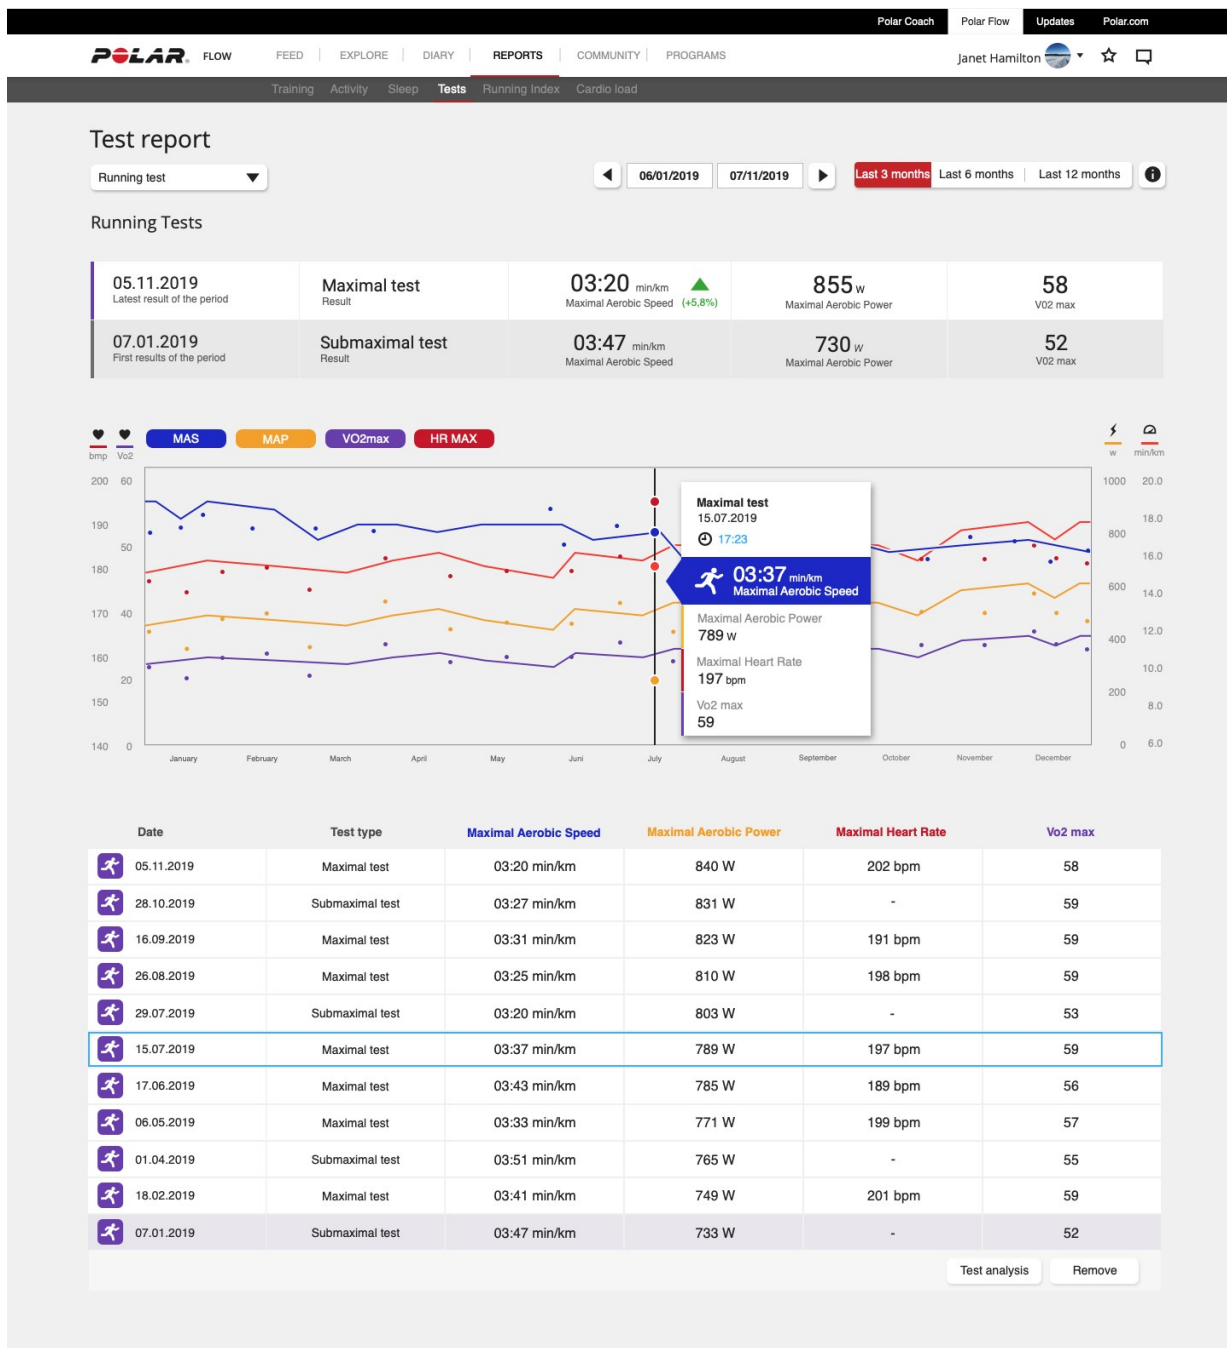 Polar Coach Polar Flow Updates Polar.com
POLAR. FLOW FEED EXPLORE DIARY REPORTS COMMUNITY PROGRAMS Janet Hamilton
Training Activity Sleep Tests Running Index Cardio load
Test report
Running test 06/01/2019 07/11/2019 Last 3 months Last 6 months Last 12 months
Running Tests
05.11.2019 Maximal test 03:20 min/km 855 w 58
Latest result of the period Result Maximal Aerobic Speed (+5,8%) Maximal Aerobic Power V02 max
07.01.2019 Submaximal test 03:47 min/km 730 w 52
First results of the period Result Maximal Aerobic Speed Maximal Aerobic Power V02 max
MAS MAP VO2max HR MAX
bmp Vo2 w min/km
200 60 1000 20.0
190 18.0
50 800
180 16.0
600 14.0
170 40
400 12.0
160 10.0
20 200
150 8.0
140 0 0 6.0
Maximal test
15.07.2019
17:23
03:37 min/km
Maximal Aerobic Speed
Maximal Aerobic Power
789 w
Maximal Heart Rate
197 bpm
Vo2 max
59
January February March April May Juni July August September October November December
Date Test type Maximal Aerobic Speed Maximal Aerobic Power Maximal Heart Rate Vo2 max
05.11.2019 Maximal test 03:20 min/km 840 W 202 bpm 58
28.10.2019 Submaximal test 03:27 min/km 831 W - 59
16.09.2019 Maximal test 03:31 min/km 823 W 191 bpm 59
26.08.2019 Maximal test 03:25 min/km 810 W 198 bpm 59
29.07.2019 Submaximal test 03:20 min/km 803 W - 53
15.07.2019 Maximal test 03:37 min/km 789 W 197 bpm 59
17.06.2019 Maximal test 03:43 min/km 785 W 189 bpm 56
06.05.2019 Maximal test 03:33 min/km 771 W 199 bpm 57
01.04.2019 Submaximal test 03:51 min/km 765 W - 55
18.02.2019 Maximal test 03:41 min/km 749 W 201 bpm 59
07.01.2019 Submaximal test 03:47 min/km 733 W - 52
Test analysis Remove